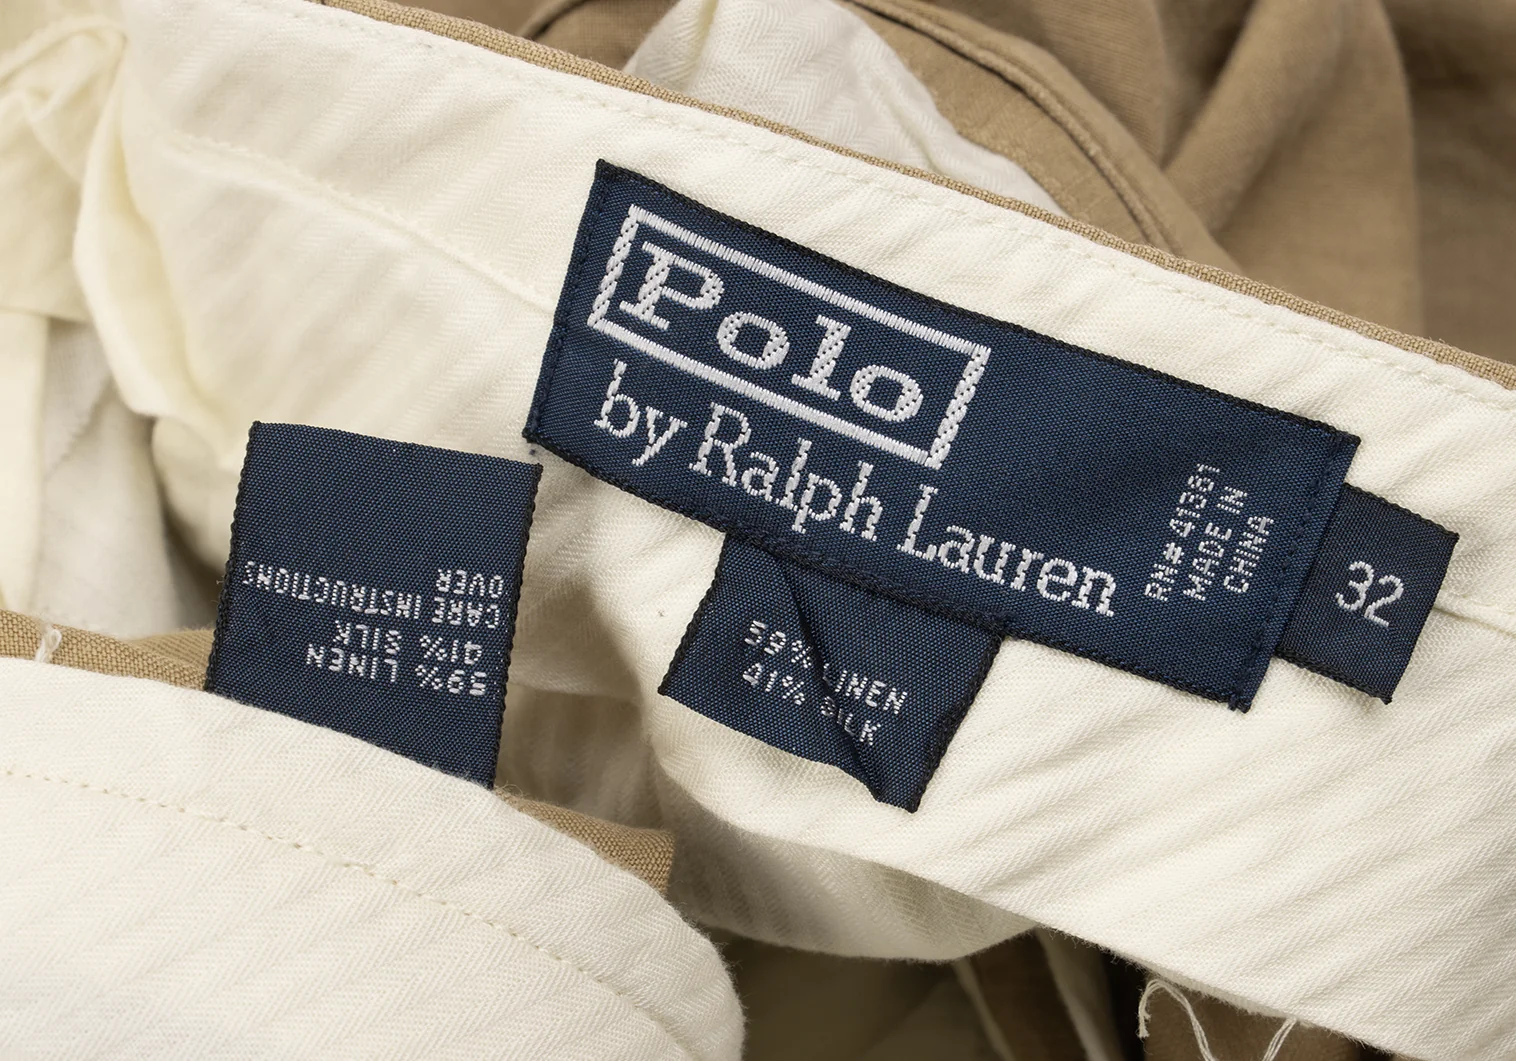 Polo
by Ralph Lauren
RN# 41381
MADE IN
CHINA
32
59% LINEN
41% SILK
59% LINEN
41% SILK
CARE INSTRUCTIONS
OVER